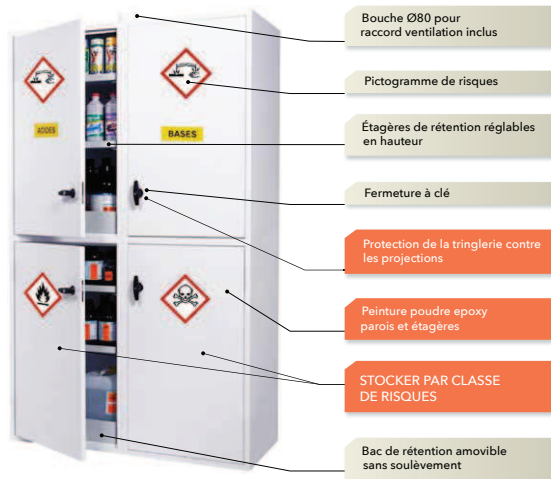 Bouche Ø80 pour
raccord ventilation inclus
Pictogramme de risques
Étagères de rétention réglables
en hauteur
ACIDES
BASES
Fermeture à clé
Protection de la tringlerie contre
les projections
Peinture poudre epoxy
parois et étagères
STOCKER PAR CLASSE
DE RISQUES
Bac de rétention amovible
sans soulèvement